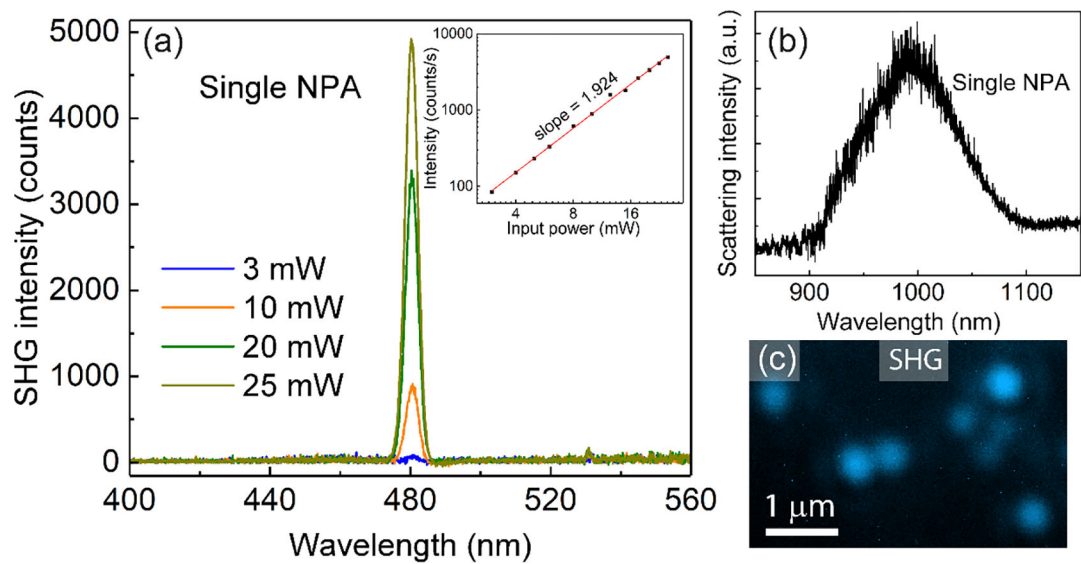 (a)
Single NPA
SHG intensity (counts)
5000
4000
3000
2000
1000
0
3 mW
10 mW
20 mW
25 mW
400
440
480
520
560
Wavelength (nm)
Intensity (counts/s)
10000
1000
100
slope = 1.924
4
8
16
Input power (mW)
(b)
Single NPA
Scattering intensity (a.u.)
900
1000
1100
Wavelength (nm)
(c)
SHG
1 μm